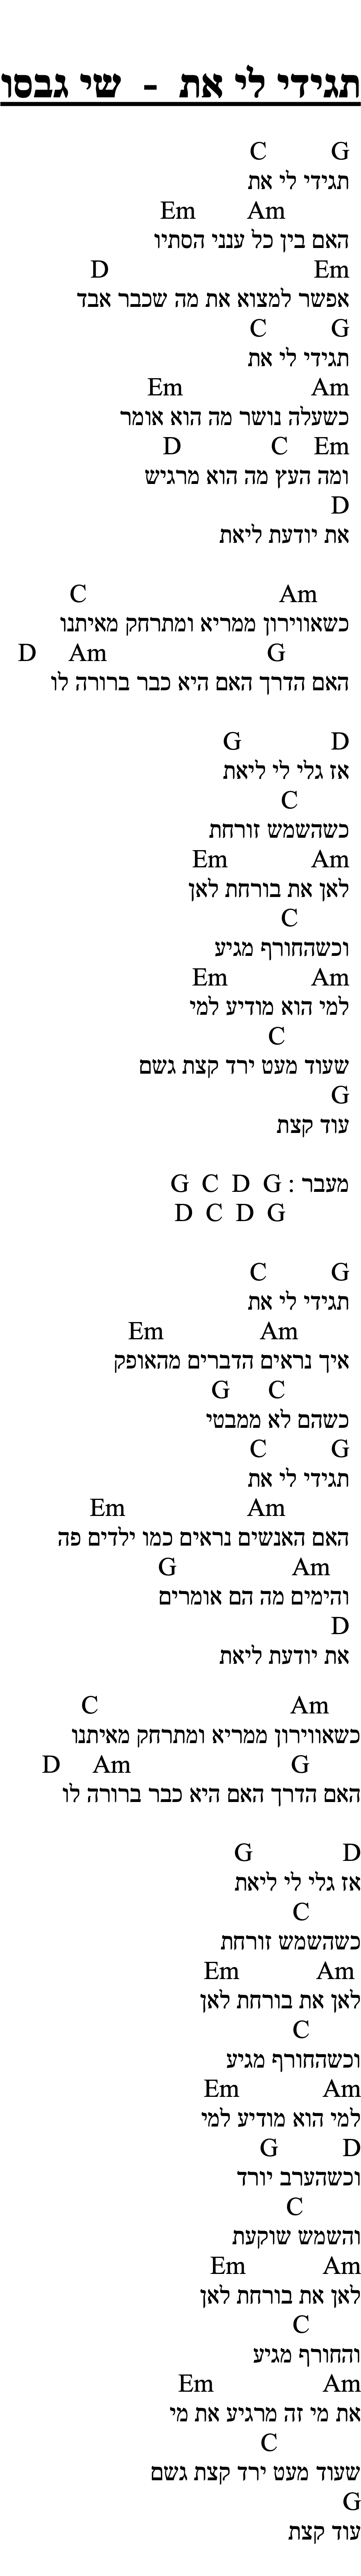 תגידי לי את - שי גבסו
C G
תגידי לי את
Em Am
האם בין כל ענני הסתיו
D Em
אפשר למצוא את מה שכבר אבד
C G
תגידי לי את
Em Am
כשעלה נושר מה הוא אומר
D C Em
ומה העץ מה הוא מרגיש
D
את יודעת ליאת
C Am
כשאווירון ממריא ומתרחק מאיתנו
D Am G
האם הדרך האם היא כבר ברורה לו
G D
אז גלי לי ליאת
C
כשהשמש זורחת
Em Am
לאן את בורחת לאן
C
וכשהחורף מגיע
Em Am
למי הוא מודיע למי
C
שעוד מעט ירד קצת גשם
G
עוד קצת
מעבר : G C D G
D C D G
C G
תגידי לי את
Em Am
איך נראים הדברים מהאופק
G C
כשהם לא ממבטי
C G
תגידי לי את
Em Am
האם האנשים נראים כמו ילדים פה
G Am
והימים מה הם אומרים
D
את יודעת ליאת
C Am
כשאווירון ממריא ומתרחק מאיתנו
D Am G
האם הדרך האם היא כבר ברורה לו
G D
אז גלי לי ליאת
C
כשהשמש זורחת
Em Am
לאן את בורחת לאן
C
וכשהחורף מגיע
Em Am
למי הוא מודיע למי
G D
וכשהערב יורד
C
והשמש שוקעת
Em Am
לאן את בורחת לאן
C
והחורף מגיע
Em Am
את מי זה מרגיע את מי
C
שעוד מעט ירד קצת גשם
G
עוד קצת